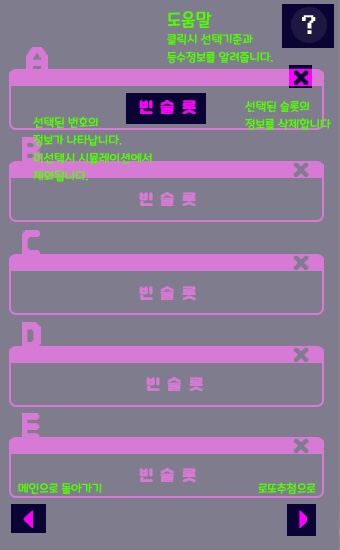 도움말
?
클릭시 선택기준과
등수정보를 알려줍니다.
A
빈 슬 롯
선택된 슬롯의
정보를 삭제합니다
선택된 번호의
정보가 나타납니다.
B
미선택시 시뮬레이션에서
제외됩니다.
빈 슬 롯
C
빈 슬 롯
D
빈 슬 롯
E
빈 슬 롯
메인으로 돌아가기
로또추첨으로